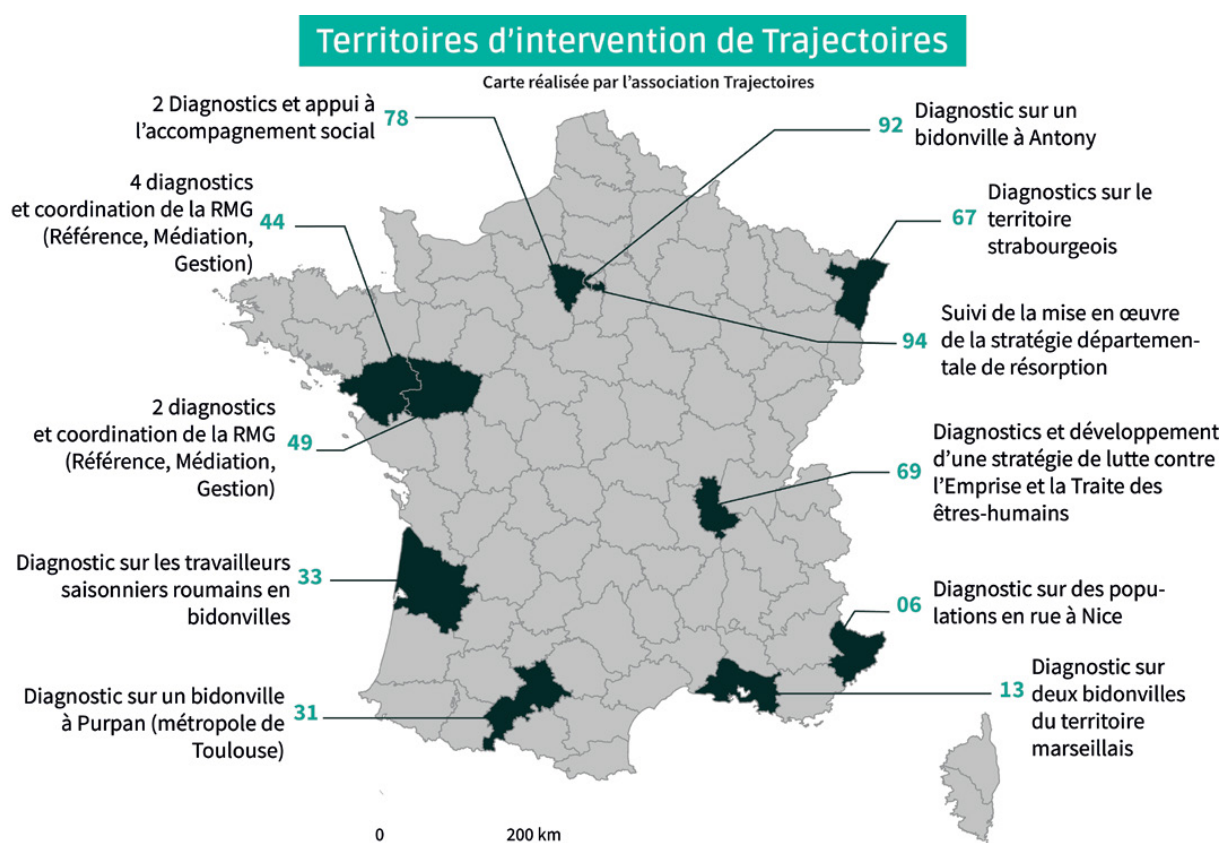 Territoires d'intervention de Trajectoires
Carte réalisée par l'association Trajectoires
2 Diagnostics et appui à
l'accompagnement social
78
4 diagnostics
et coordination de la RMG
(Référence, Médiation,
Gestion)
44
2 diagnostics
et coordination de la RMG
(Référence, Médiation,
Gestion)
49
Diagnostic sur les travailleurs
saisonniers roumains en
bidonvilles
33
Diagnostic sur un bidonville
à Purpan (métropole de
Toulouse)
31
92
Diagnostic sur un
bidonville à Antony
67
Diagnostics sur le
territoire
strabourgeois
94
Suivi de la mise en œuvre
de la stratégie départemen-
tale de résorption
69
Diagnostics et développement
d'une stratégie de lutte contre
l'Emprise et la Traite des
êtres-humains
06
Diagnostic sur des popu-
lations en rue à Nice
13
Diagnostic sur
deux bidonvilles
du territoire
marseillais
0 200 km